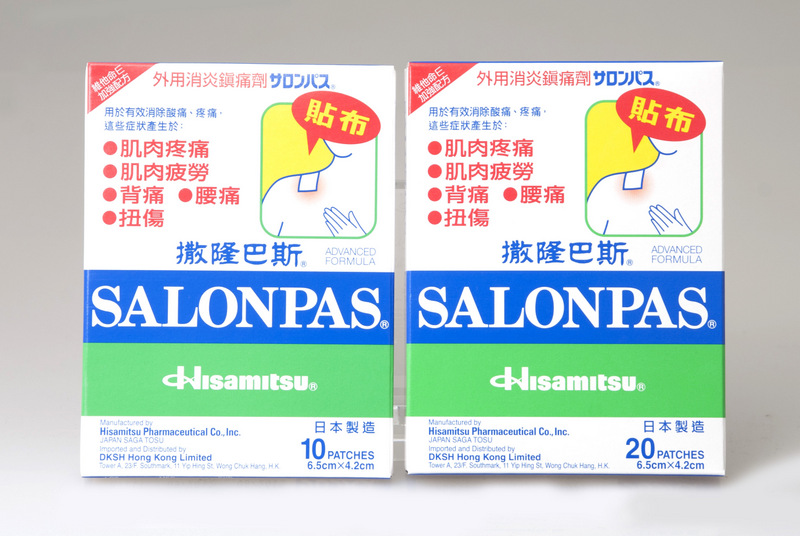 維他命E
加強配方
外用消炎鎮痛劑 サロンパス®
用於有效消除酸痛、疼痛,
這些症狀產生於:
貼布
●肌肉疼痛
●肌肉疲勞
●背痛 ●腰痛
●扭傷
撒隆巴斯®
ADVANCED
FORMULA
SALONPAS®
Hisamitsu®
Manufactured by
Hisamitsu Pharmaceutical Co., Inc.
JAPAN SAGA TOSU
Imported and Distributed by
DKSH Hong Kong Limited
Tower A, 23/F. Southmark, 11 Yip Hing St, Wong Chuk Hang, H.K.
日本製造
10 PATCHES
6.5cm×4.2cm
維他命E
加強配方
外用消炎鎮痛劑 サロンパス®
用於有效消除酸痛、疼痛,
這些症狀產生於:
貼布
●肌肉疼痛
●肌肉疲勞
●背痛 ●腰痛
●扭傷
撒隆巴斯®
ADVANCED
FORMULA
SALONPAS®
Hisamitsu®
Manufactured by
Hisamitsu Pharmaceutical Co., Inc.
JAPAN SAGA TOSU
Imported and Distributed by
DKSH Hong Kong Limited
Tower A, 23/F. Southmark, 11 Yip Hing St, Wong Chuk Hang, H.K.
日本製造
20 PATCHES
6.5cm×4.2cm